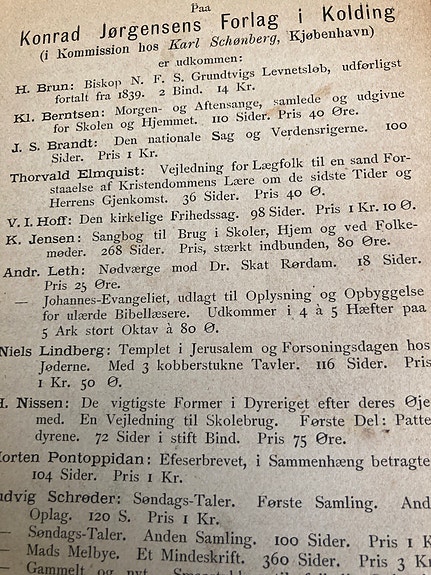 Paa
Konrad Jørgensens Forlag i Kolding
(i Kommission hos Karl Schønberg, Kjøbenhavn)
er udkommen:
H. Brun: Biskop N. F. S. Grundtvigs Levnetsløb, udførligst
fortalt fra 1839. 2 Bind. 14 Kr.
Kl. Berntsen: Morgen- og Aftensange, samlede og udgivne
for Skolen og Hjemmet. 110 Sider. Pris 40 Øre.
J. S. Brandt: Den nationale Sag og Verdensrigerne. 100
Sider. Pris 1 Kr.
Thorvald Elmquist: Vejledning for Lægfolk til en sand For-
staaelse af Kristendommens Lære om de sidste Tider og
Herrens Gjenkomst. 36 Sider. Pris 40 Ø.
V. I. Hoff: Den kirkelige Frihedssag. 98 Sider. Pris 1 Kr. 10 Ø.
K. Jensen: Sangbog til Brug i Skoler, Hjem og ved Folke-
møder. 268 Sider. Pris, stærkt indbunden, 80 Øre.
Andr. Leth: Nødværge mod Dr. Skat Rørdam. 18 Sider.
Pris 25 Øre.
— Johannes-Evangeliet, udlagt til Oplysning og Opbyggelse
for ulærde Bibellæsere. Udkommer i 4 à 5 Hæfter paa
5 Ark stort Oktav à 80 Ø.
Niels Lindberg: Templet i Jerusalem og Forsoningsdagen hos
Jøderne. Med 3 kobberstukne Tavler. 116 Sider. Pris
1 Kr. 50 Ø.
H. Nissen: De vigtigste Former i Dyreriget efter deres Øje-
med. En Vejledning til Skolebrug. Første Del: Patte-
dyrene. 72 Sider i stift Bind. Pris 75 Øre.
Morten Pontoppidan: Efeserbrevet, i Sammenhæng betragte
104 Sider. Pris 1 Kr.
udvig Schrøder: Søndags-Taler. Første Samling. And
Oplag. 120 S. Pris 1 Kr.
— Søndags-Taler. Anden Samling. 100 Sider. Pris 1 K
— Mads Melbye. Et Mindeskrift. 360 Sider. Pris 3 K
— Gammelt og nyt.